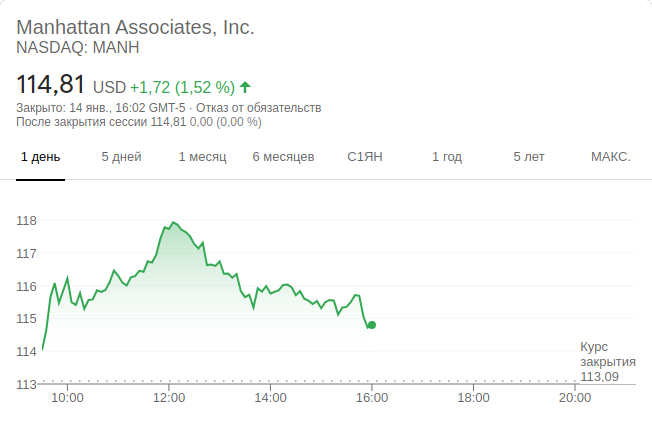 Manhattan Associates, Inc.
NASDAQ: MANH
114,81 USD +1,72 (1,52 %)
Закрыто: 14 янв., 16:02 GMT-5 · Отказ от обязательств
После закрытия сессии 114,81 0,00 (0,00 %)
1 день 5 дней 1 месяц 6 месяцев С1ЯН 1 год 5 лет МАКС.
118
117
116
115
114
113
Курс
закрытия
113,09
10:00 12:00 14:00 16:00 18:00 20:00